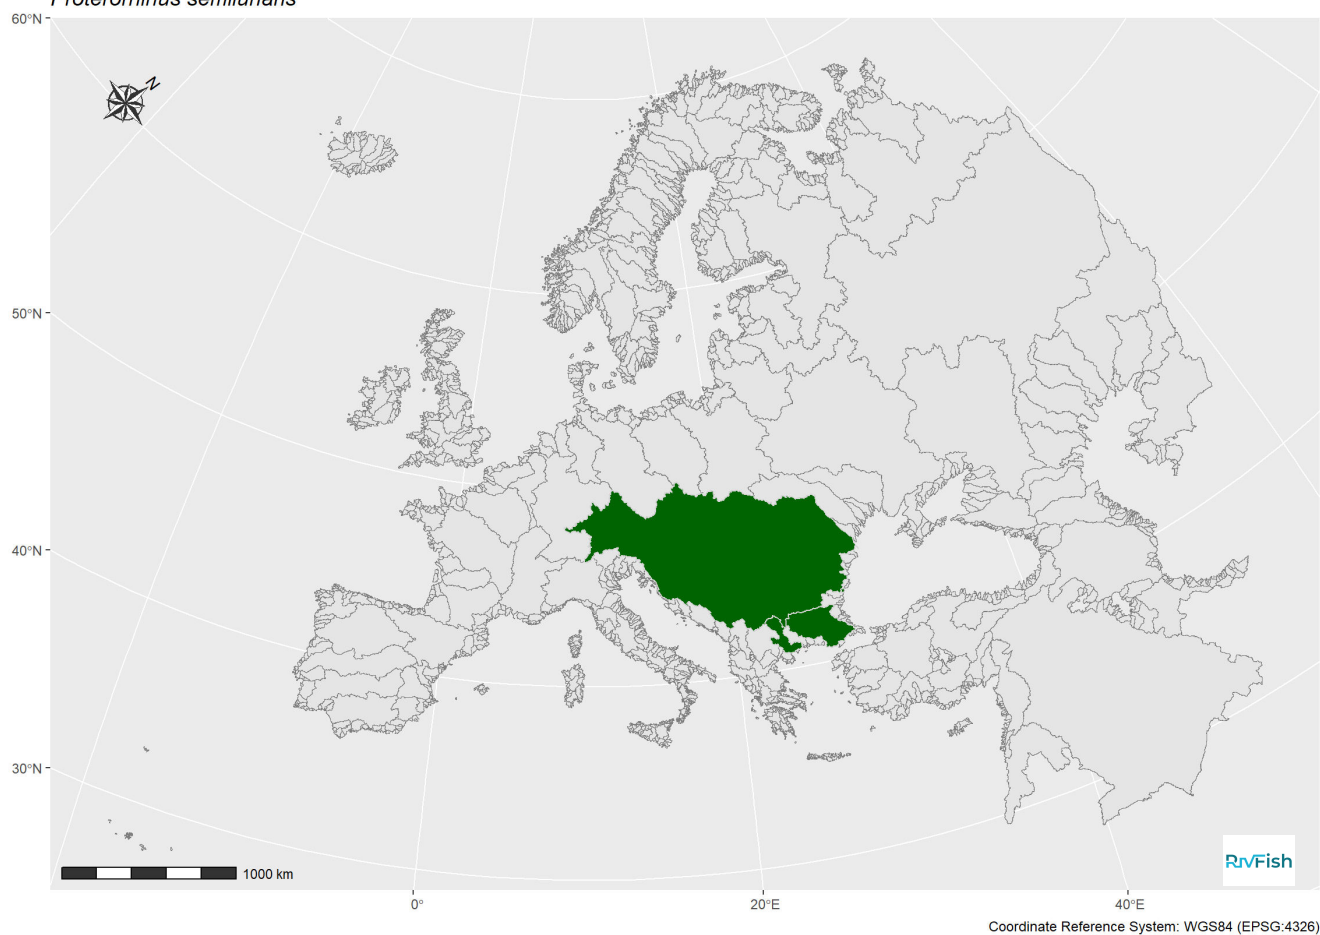 Proterorhinus semilunaris
60°N
50°N
40°N
30°N
N
1000 km
RivFish
0°
20°E
40°E
Coordinate Reference System: WGS84 (EPSG:4326)